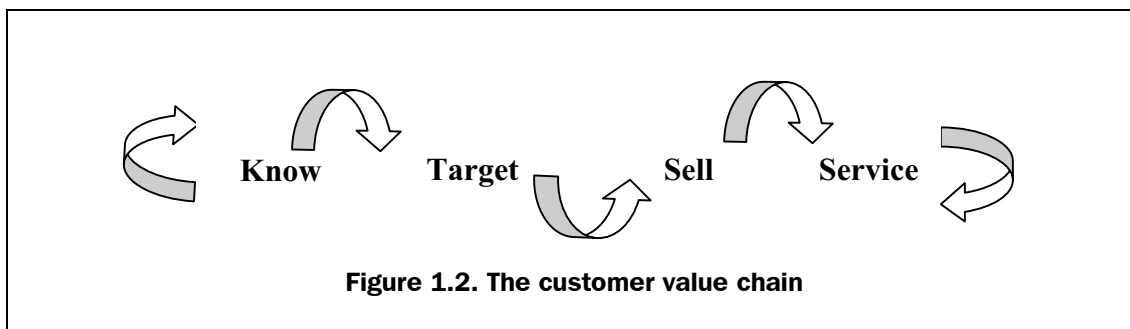 Know Target Sell Service
Figure 1.2. The customer value chain